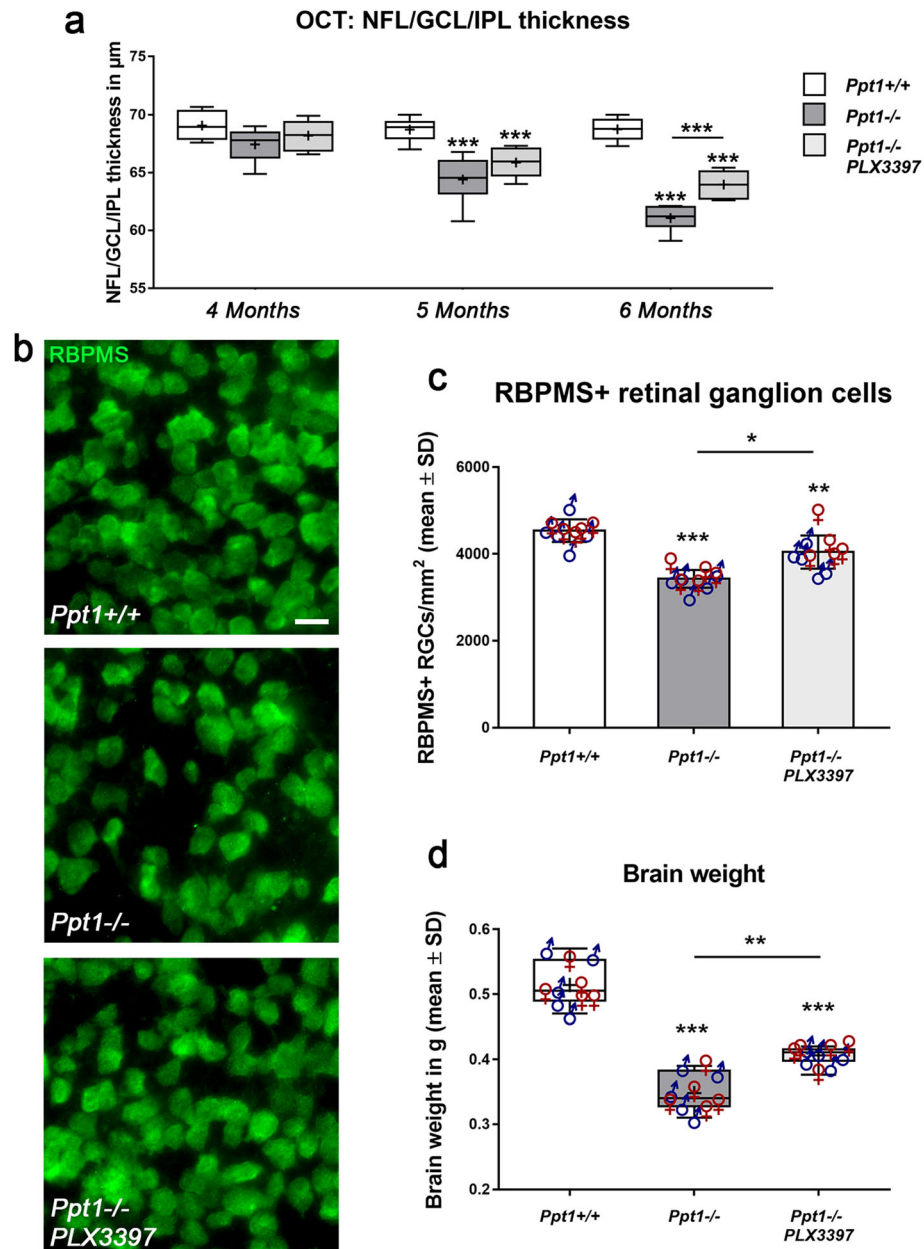 a
OCT: NFL/GCL/IPL thickness
NFL/GCL/IPL thickness in µm
75
70
65
60
55
***
***
***
***
***
4 Months
5 Months
6 Months
Ppt1+/+
Ppt1-/-
Ppt1-/-
PLX3397
b
RBPMS
Ppt1+/+
Ppt1-/-
Ppt1-/-
PLX3397
c
RBPMS+ retinal ganglion cells
RBPMS+ RGCs/mm² (mean ± SD)
6000
4000
2000
0
*
***
**
Ppt1+/+
Ppt1-/-
Ppt1-/-
PLX3397
d
Brain weight
Brain weight in g (mean ± SD)
0.6
0.5
0.4
0.3
0.2
**
***
***
Ppt1+/+
Ppt1-/-
Ppt1-/-
PLX3397